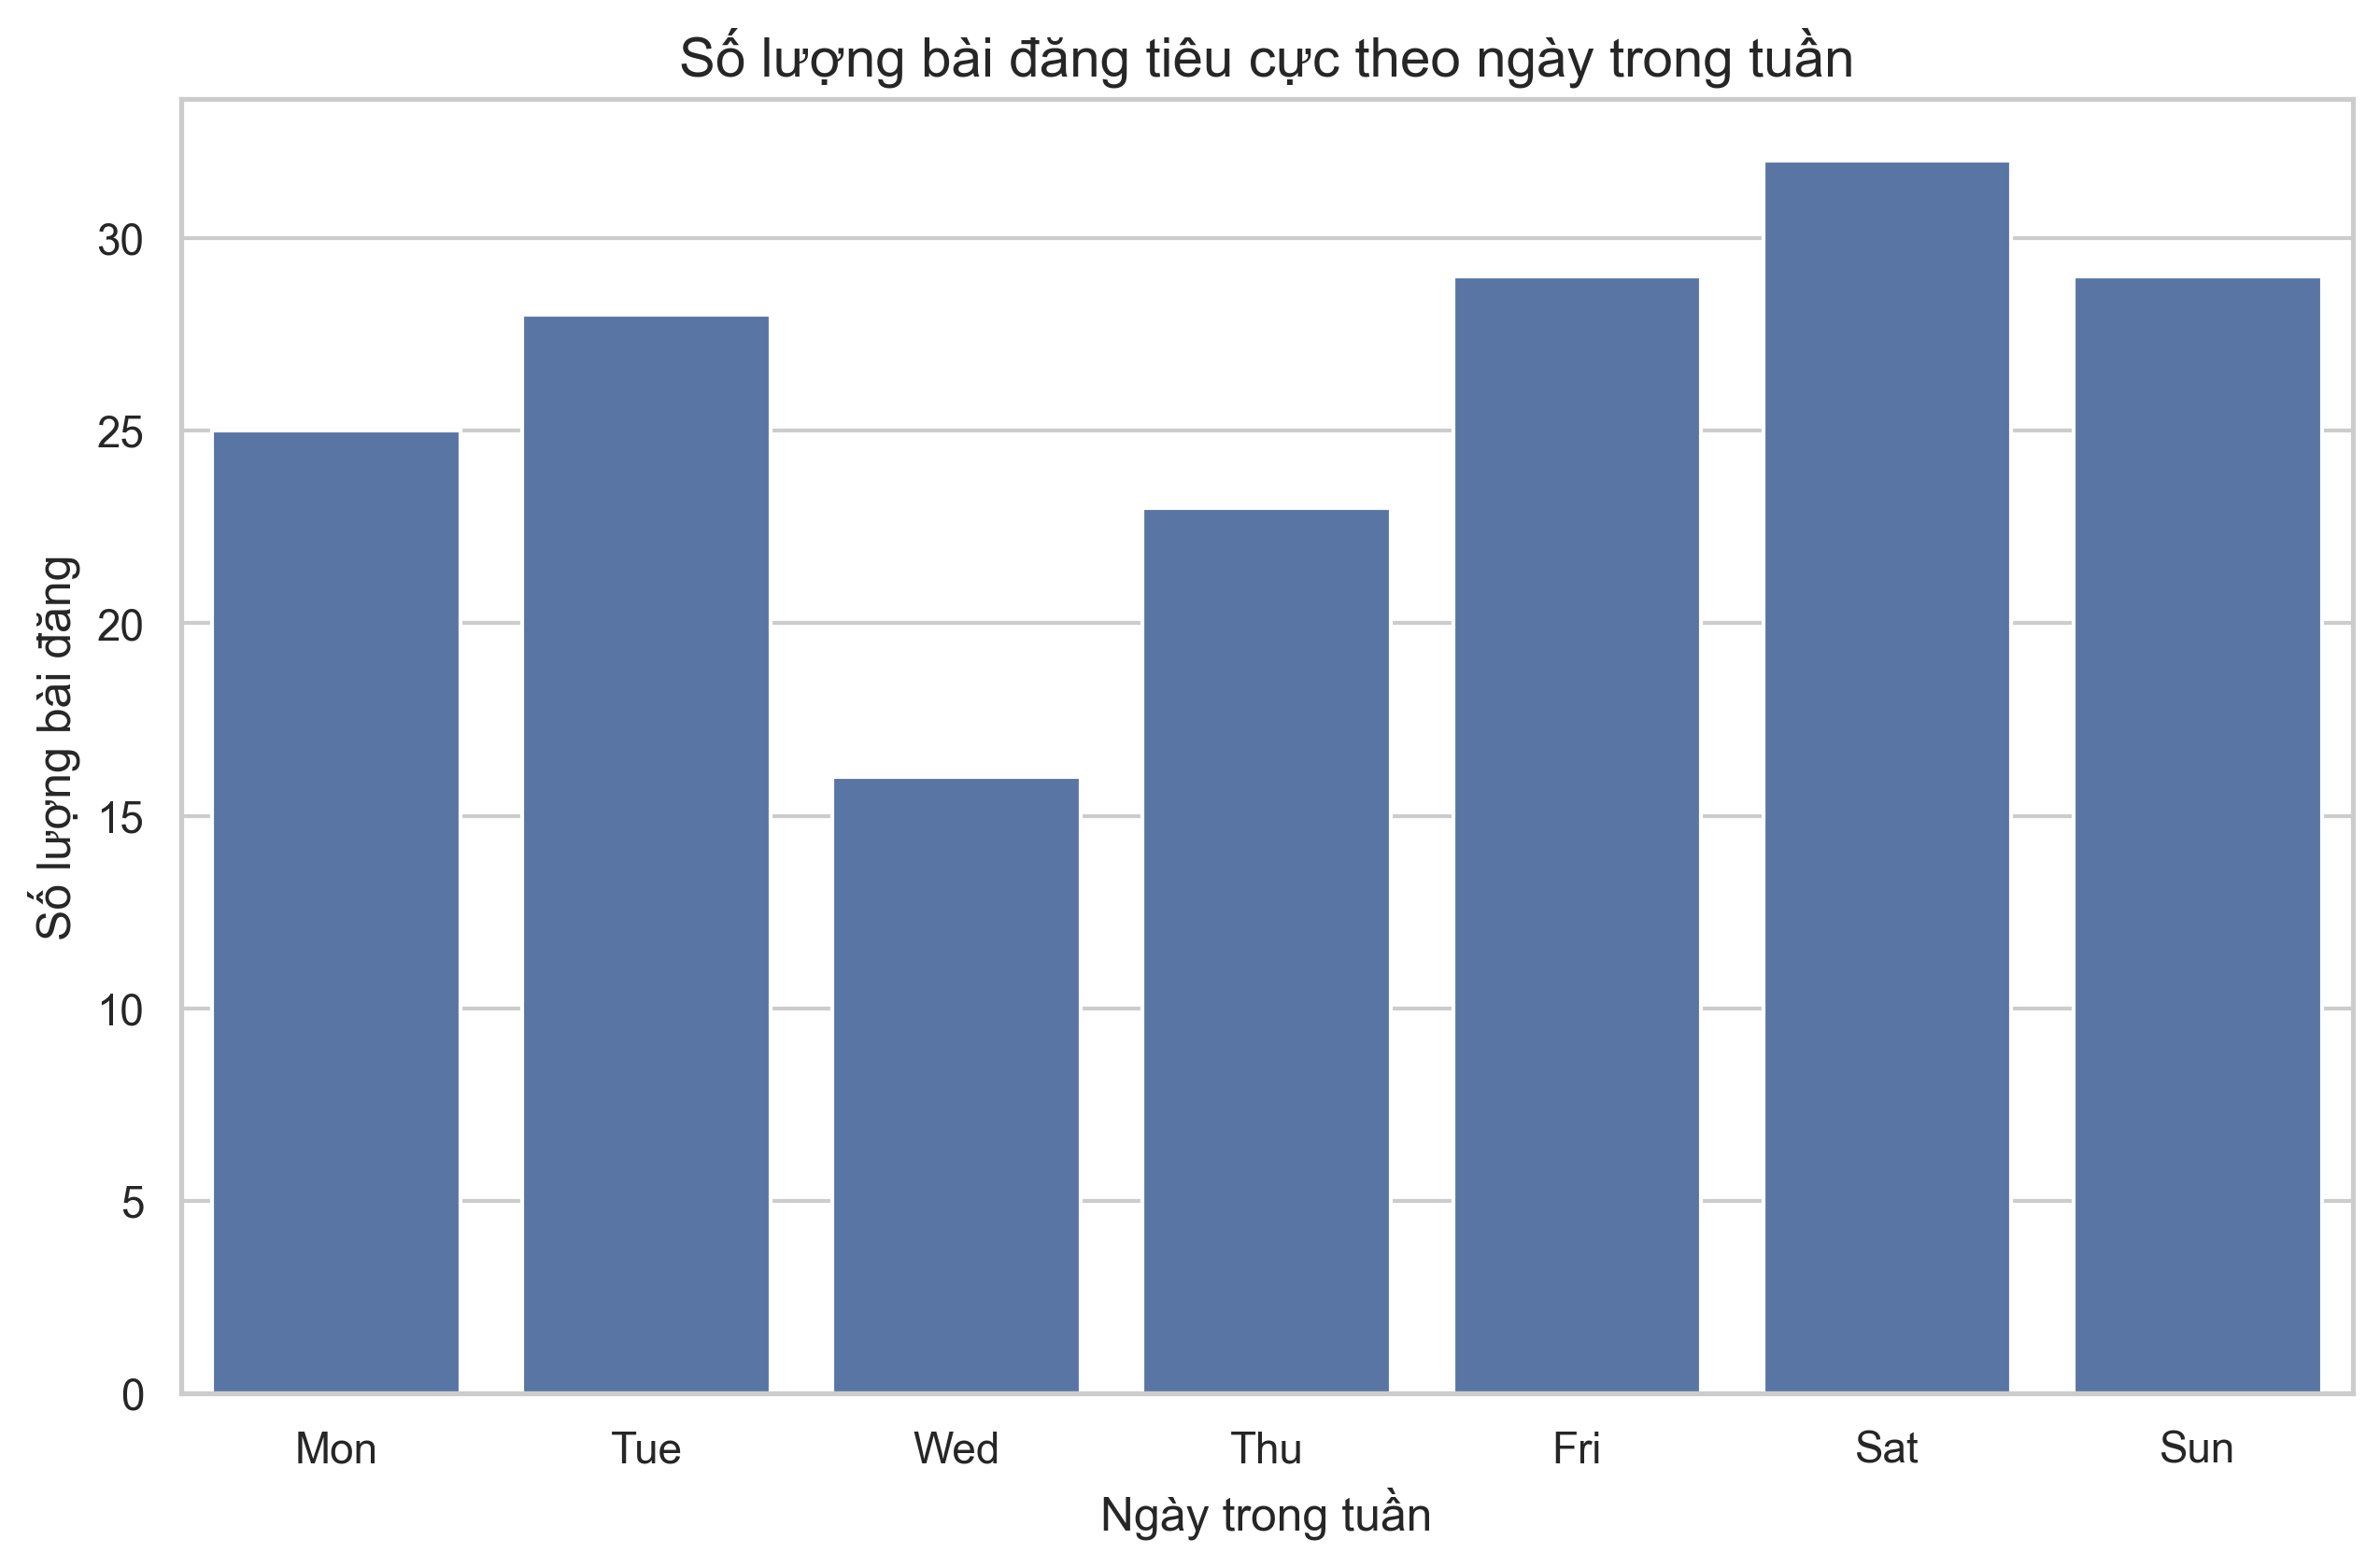 Số lượng bài đăng tiêu cực theo ngày trong tuần
Số lượng bài đăng
30
25
20
15
10
5
0
Mon Tue Wed Thu Fri Sat Sun
Ngày trong tuần